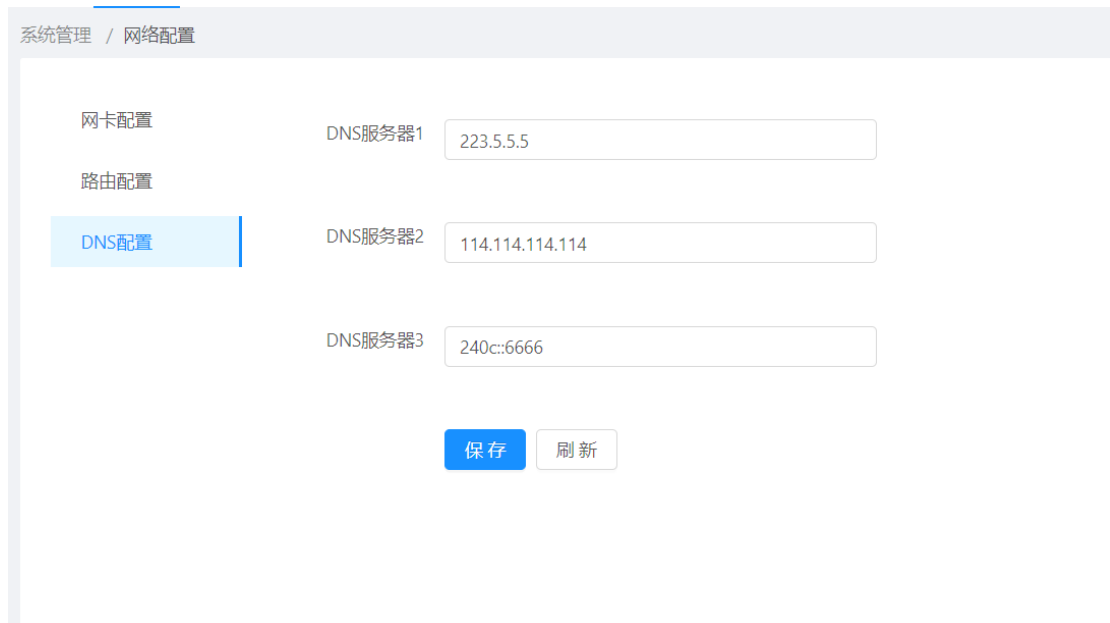 系统管理 / 网络配置
网卡配置
路由配置
DNS配置
DNS服务器1 223.5.5.5
DNS服务器2 114.114.114.114
DNS服务器3 240c::6666
保存 刷新